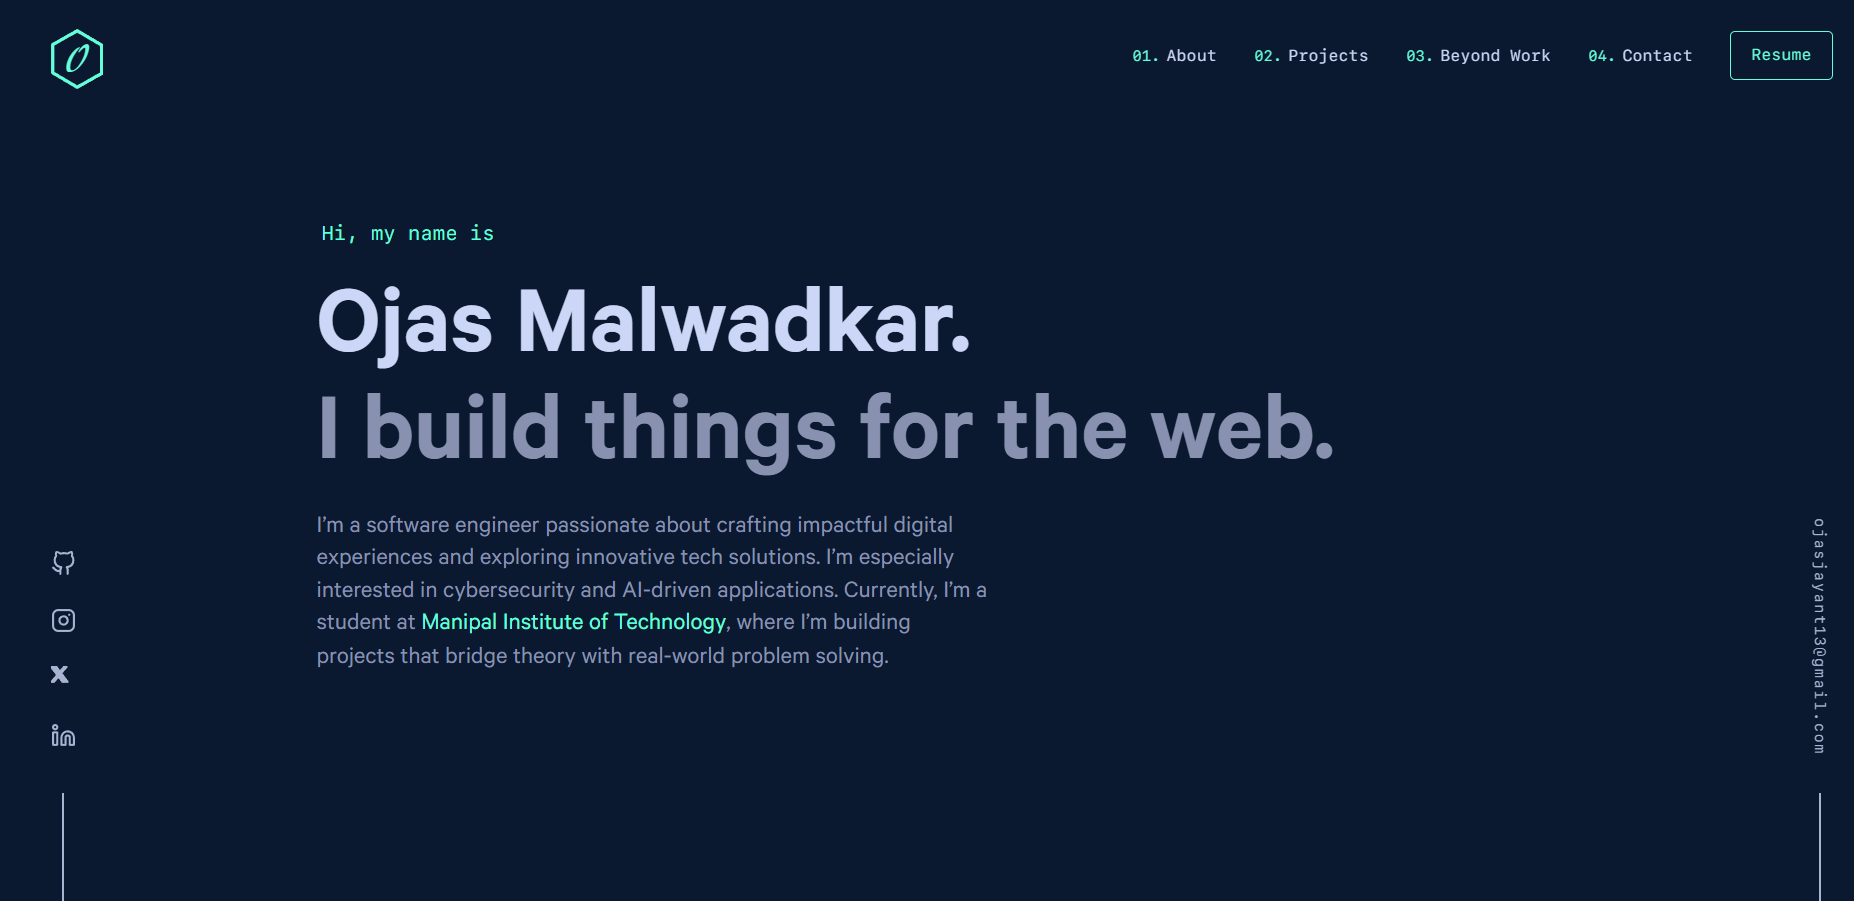 O
01. About 02. Projects 03. Beyond Work 04. Contact Resume
Hi, my name is
Ojas Malwadkar.
I build things for the web.
I’m a software engineer passionate about crafting impactful digital
experiences and exploring innovative tech solutions. I’m especially
interested in cybersecurity and AI-driven applications. Currently, I’m a
student at Manipal Institute of Technology, where I’m building
projects that bridge theory with real-world problem solving.
ojasjayant13@gmail.com